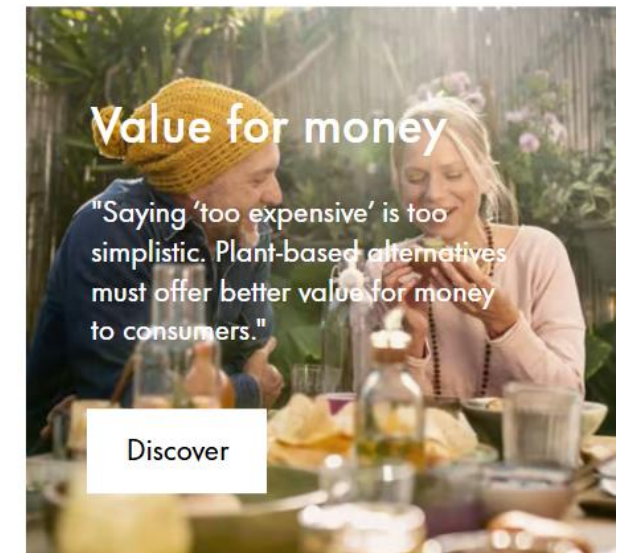 Value for money
"Saying ‘too expensive’ is too
simplistic. Plant-based alternatives
must offer better value for money
to consumers."
Discover